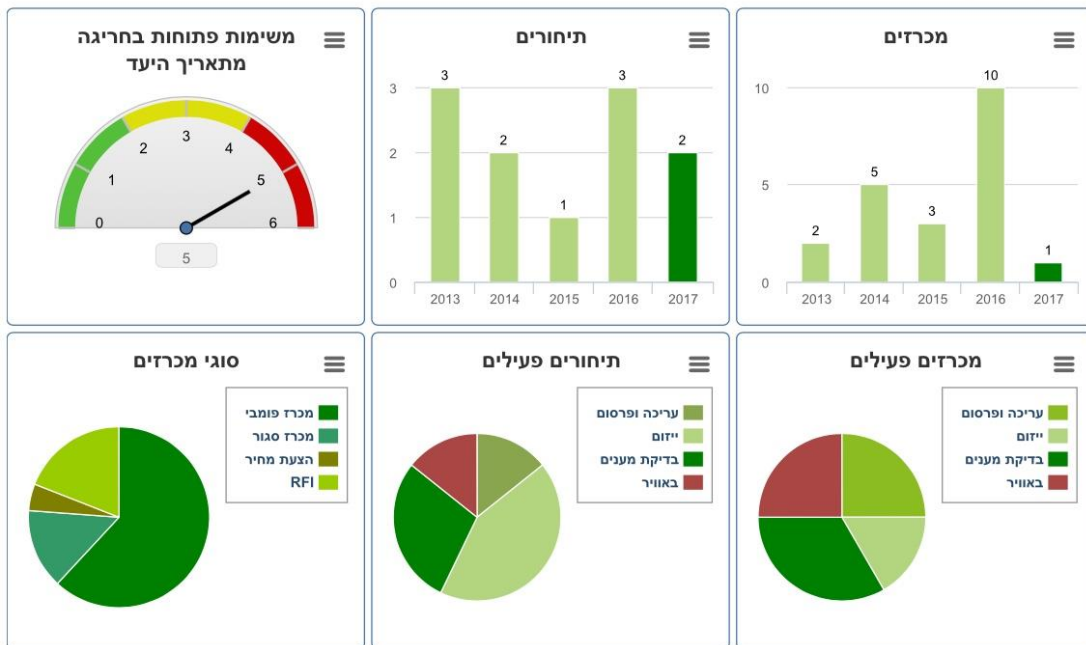 מכרזים
10
5
0
2
5
3
10
1
2013 2014 2015 2016 2017
תיחורים
3
2
1
0
3
2
1
3
2
2013 2014 2015 2016 2017
משימות פתוחות בחריגה
מתאריך היעד
0
1
2
3
4
5
6
5
מכרזים פעילים
עריכה ופרסום
ייזום
בדיקת מענים
באוויר
תיחורים פעילים
עריכה ופרסום
ייזום
בדיקת מענים
באוויר
סוגי מכרזים
מכרז פומבי
מכרז סגור
הצעת מחיר
RFI